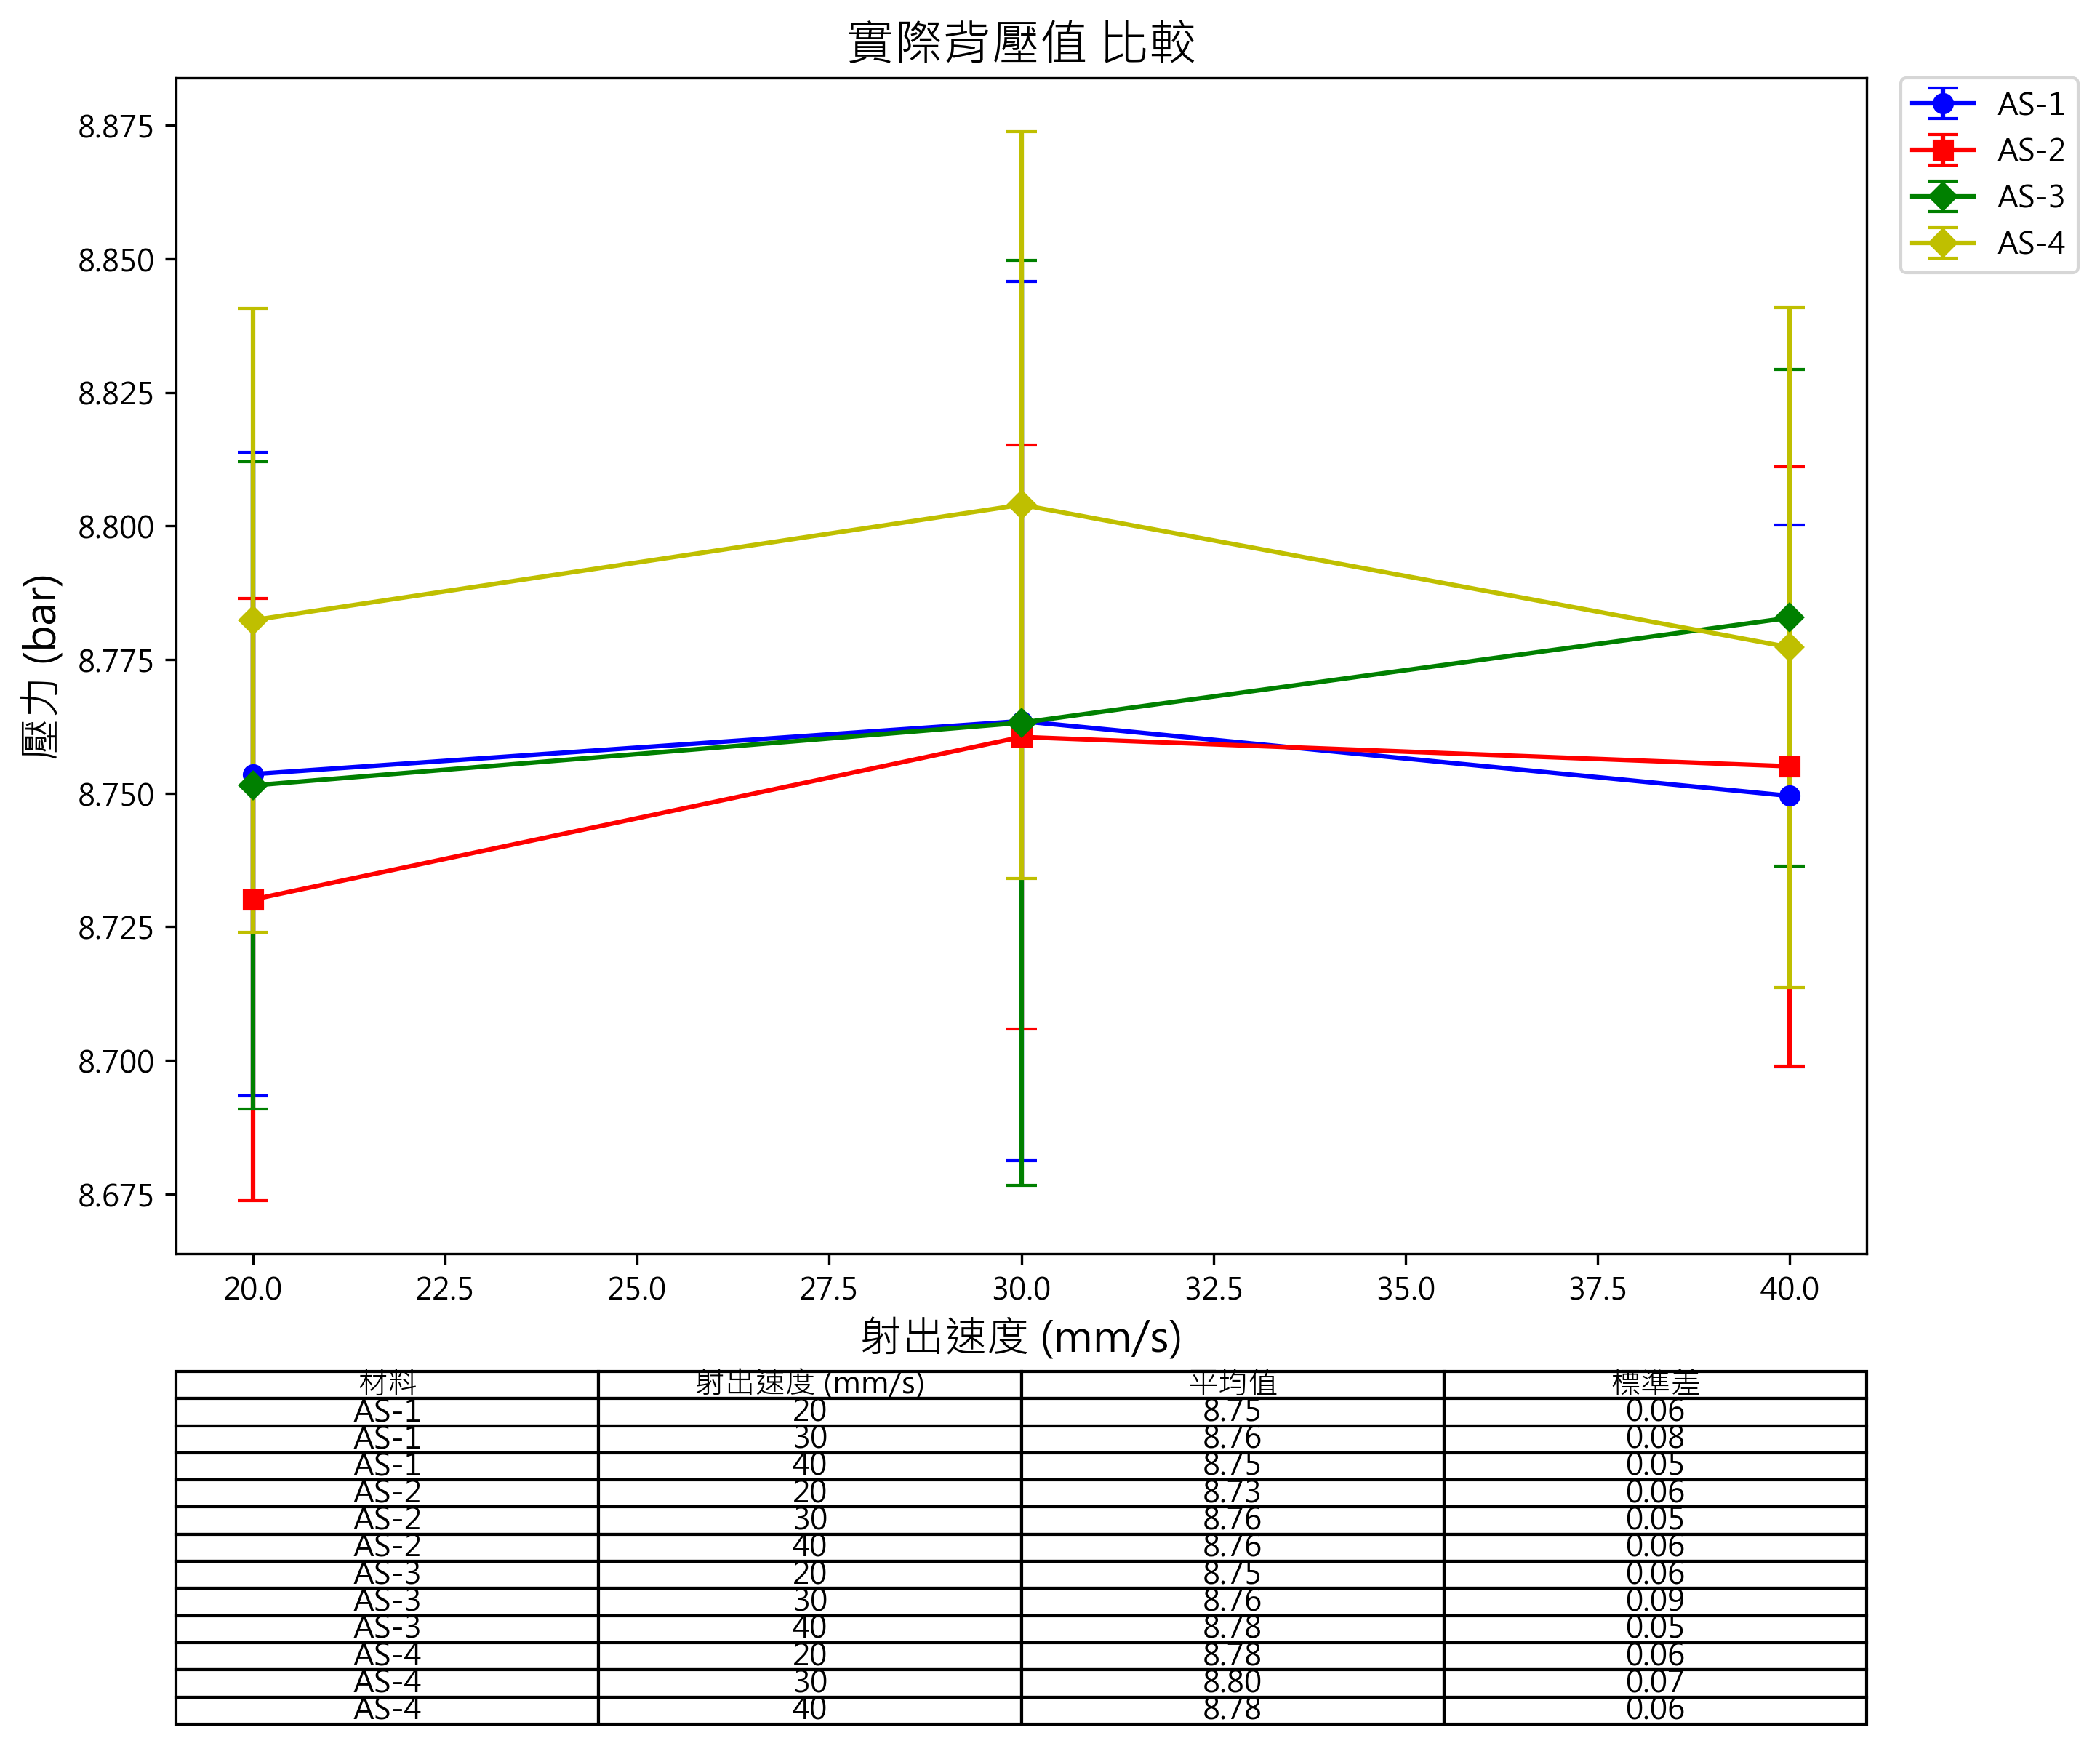 實際背壓值 比較
AS-1
AS-2
AS-3
AS-4
8.875
8.850
8.825
8.800
8.775
8.750
8.725
8.700
8.675
壓力 (bar)
20.0 22.5 25.0 27.5 30.0 32.5 35.0 37.5 40.0
射出速度 (mm/s)
材料 射出速度 (mm/s) 平均值 標準差
AS-1 20 8.75 0.06
AS-1 30 8.76 0.08
AS-1 40 8.75 0.05
AS-2 20 8.73 0.06
AS-2 30 8.76 0.05
AS-2 40 8.76 0.06
AS-3 20 8.75 0.06
AS-3 30 8.76 0.09
AS-3 40 8.78 0.05
AS-4 20 8.78 0.06
AS-4 30 8.80 0.07
AS-4 40 8.78 0.06